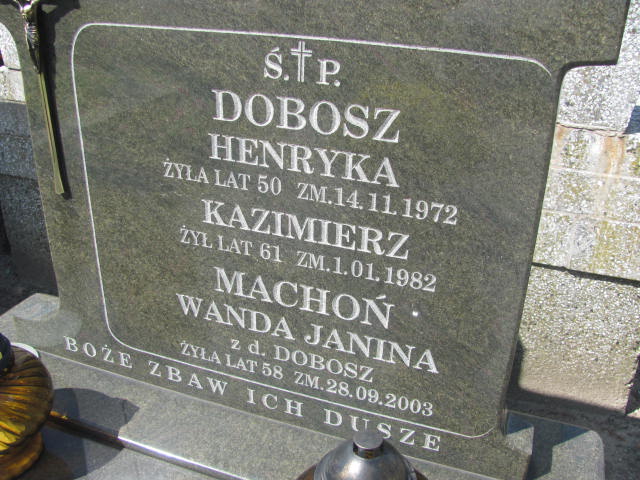 Ś.†P.
DOBOSZ
HENRYKA
ŻYŁA LAT 50 ZM.14.11.1972
KAZIMIERZ
ŻYŁ LAT 61 ZM.1.01.1982
MACHOŃ
WANDA JANINA
z d. DOBOSZ
ŻYŁA LAT 58 ZM.28.09.2003
BOŻE ZBAW ICH DUSZE